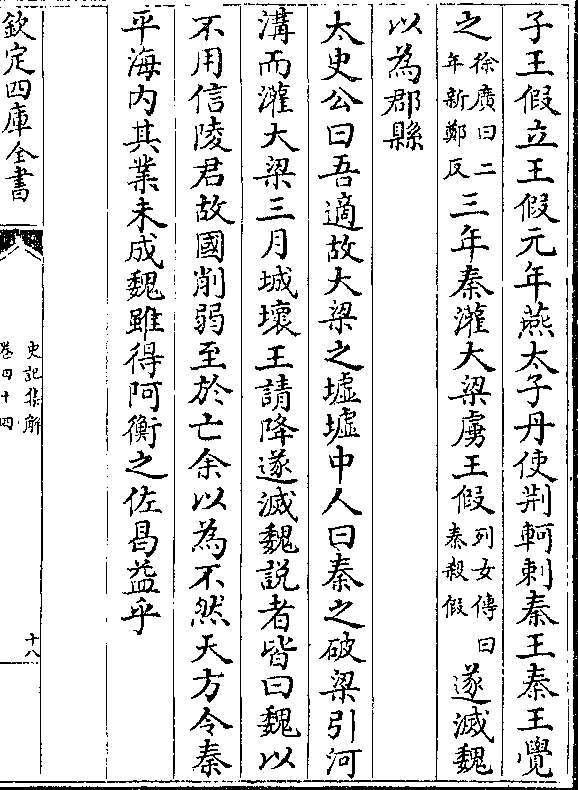 子王假立王假元年燕太子丹使荆軻刺秦王秦王覺
之徐廣曰二年新鄭反三年秦灌大梁虜王假列女傳曰秦殺假遂滅魏
以為郡縣
太史公曰吾適故大梁之墟墟中人曰秦之破梁引河
溝而灌大梁三月城壞王請降遂滅魏說者皆曰魏以
不用信陵君故國削弱至於亡余以為不然天方令秦
平海内其業未成魏雖得阿衡之佐曷益乎
欽定四庫全書
史記集解
卷四十四
十八